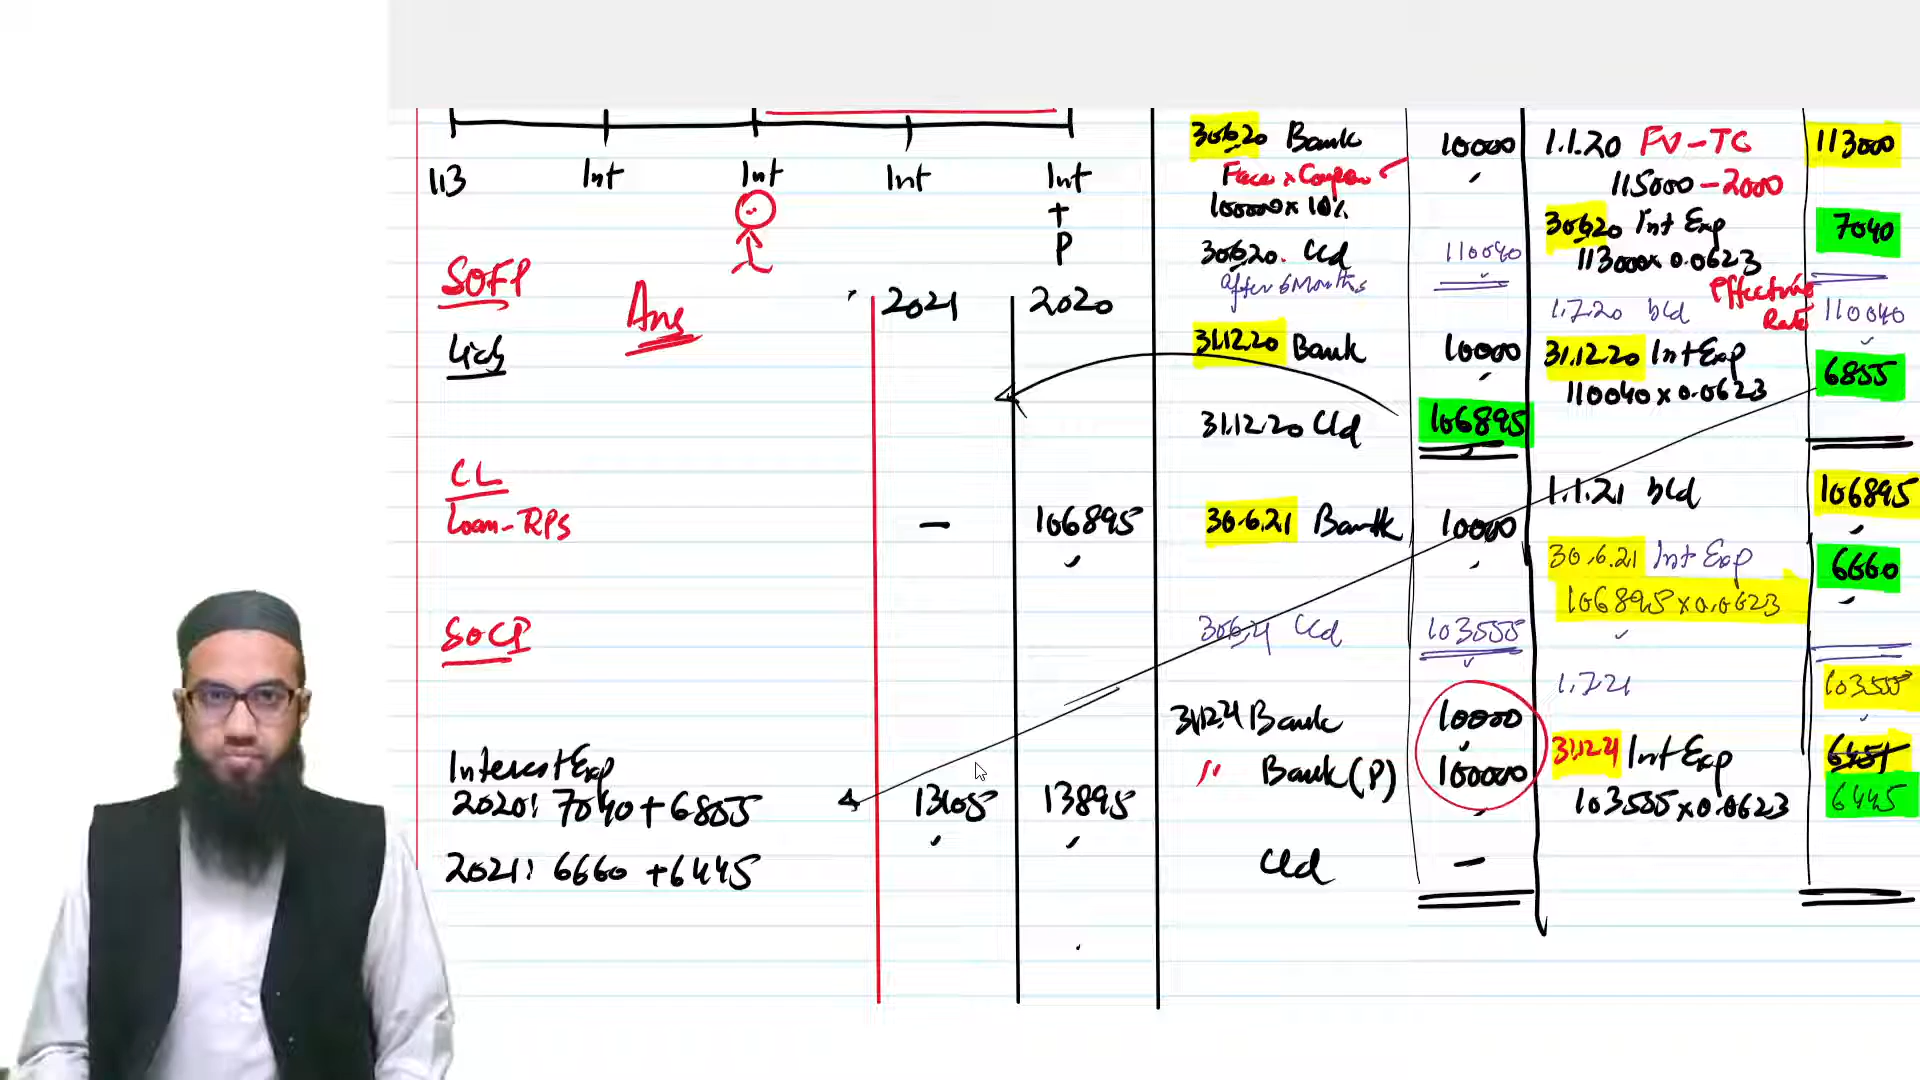 113 Int Int Int Int
+
P
SOFP
Ans
2021 2020
Liab
CL
Loan-RPS — 106895
SOCI
Interest Exp
2020: 7040 + 6855 13105 13895
2021: 6660 + 6445
30.6.20 Bank 10000
Face x Coupon
100000 x 10%
30.6.20. C/d 110040
after 6 Months
31.12.20 Bank 10000
31.12.20 C/d 106895
30.6.21 Bank 10000
30.6.21 C/d 103555
31.12.21 Bank 10000
" Bank (P) 100000
C/d —
1.1.20 FV-TC 113000
115000-2000
30.6.20 Int Exp 7040
113000 x 0.0623
Effective
Rate
1.7.20 b/d 110040
31.12.20 Int Exp 6855
110040 x 0.0623
1.1.21 b/d 106895
30.6.21 Int Exp 6660
106895 x 0.0623
1.7.21 103555
31.12.21 Int Exp 6451
103555 x 0.0623 6445